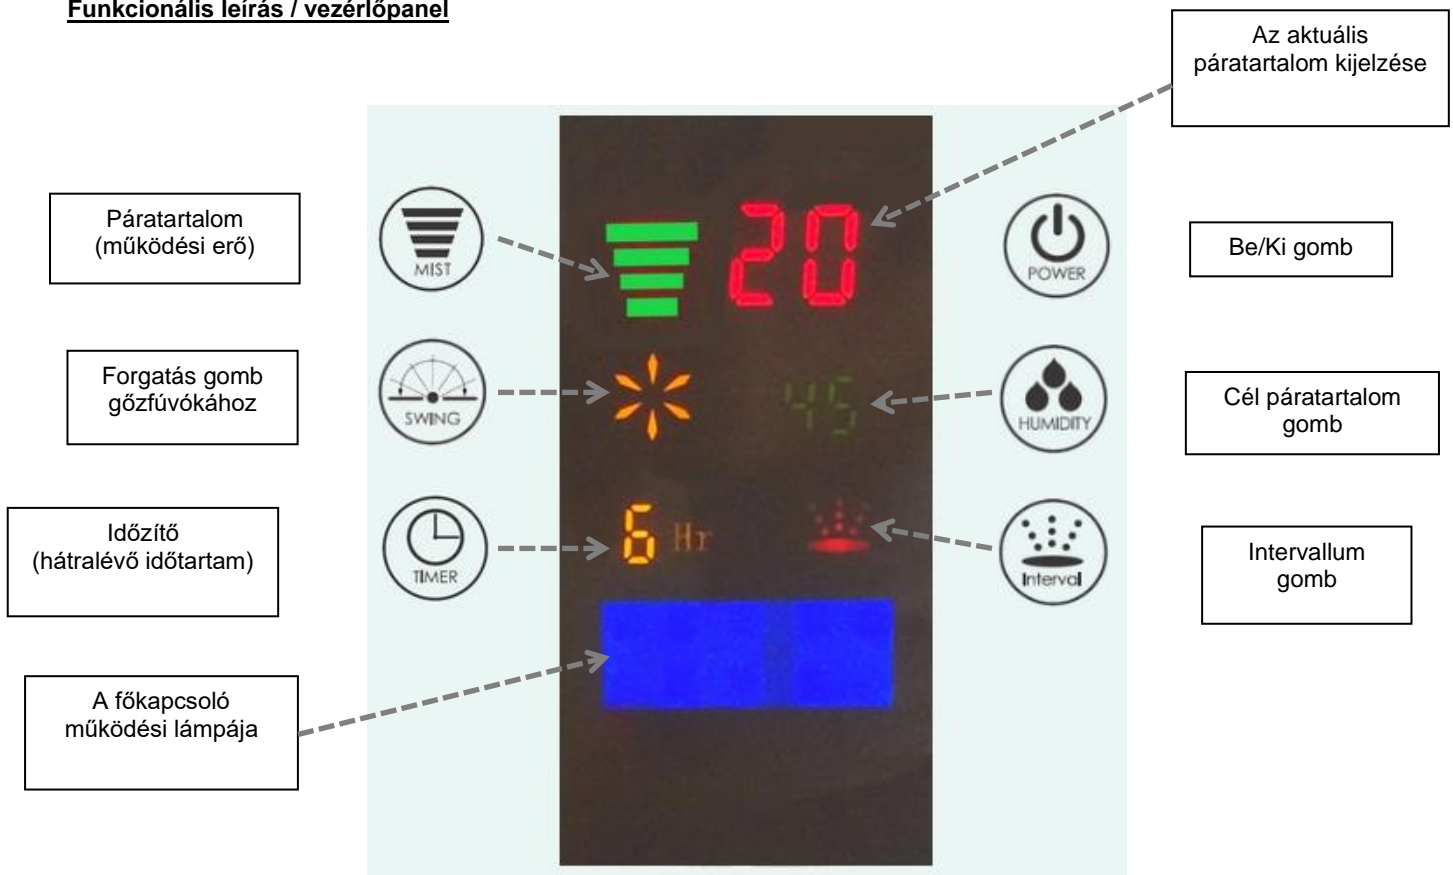 Funkcionális leírás / vezérlőpanel
Az aktuális
páratartalom kijelzése
Páratartalom
(működési erő)
MIST
20
POWER
Be/Ki gomb
Forgatás gomb
gőzfúvókához
SWING
45
HUMIDITY
Cél páratartalom
gomb
Időzítő
(hátralévő időtartam)
TIMER
6 Hr
Interval
Intervallum
gomb
A főkapcsoló
működési lámpája